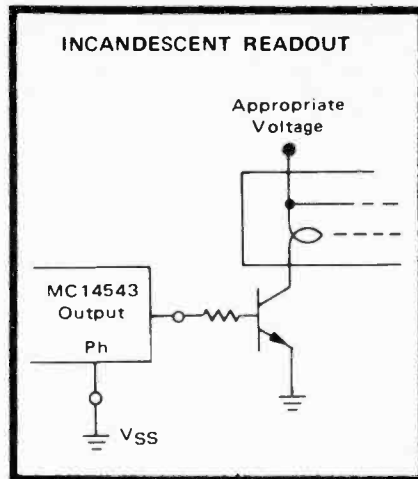 INCANDESCENT READOUT
Appropriate
Voltage
MC14543
Output
Ph
VSS